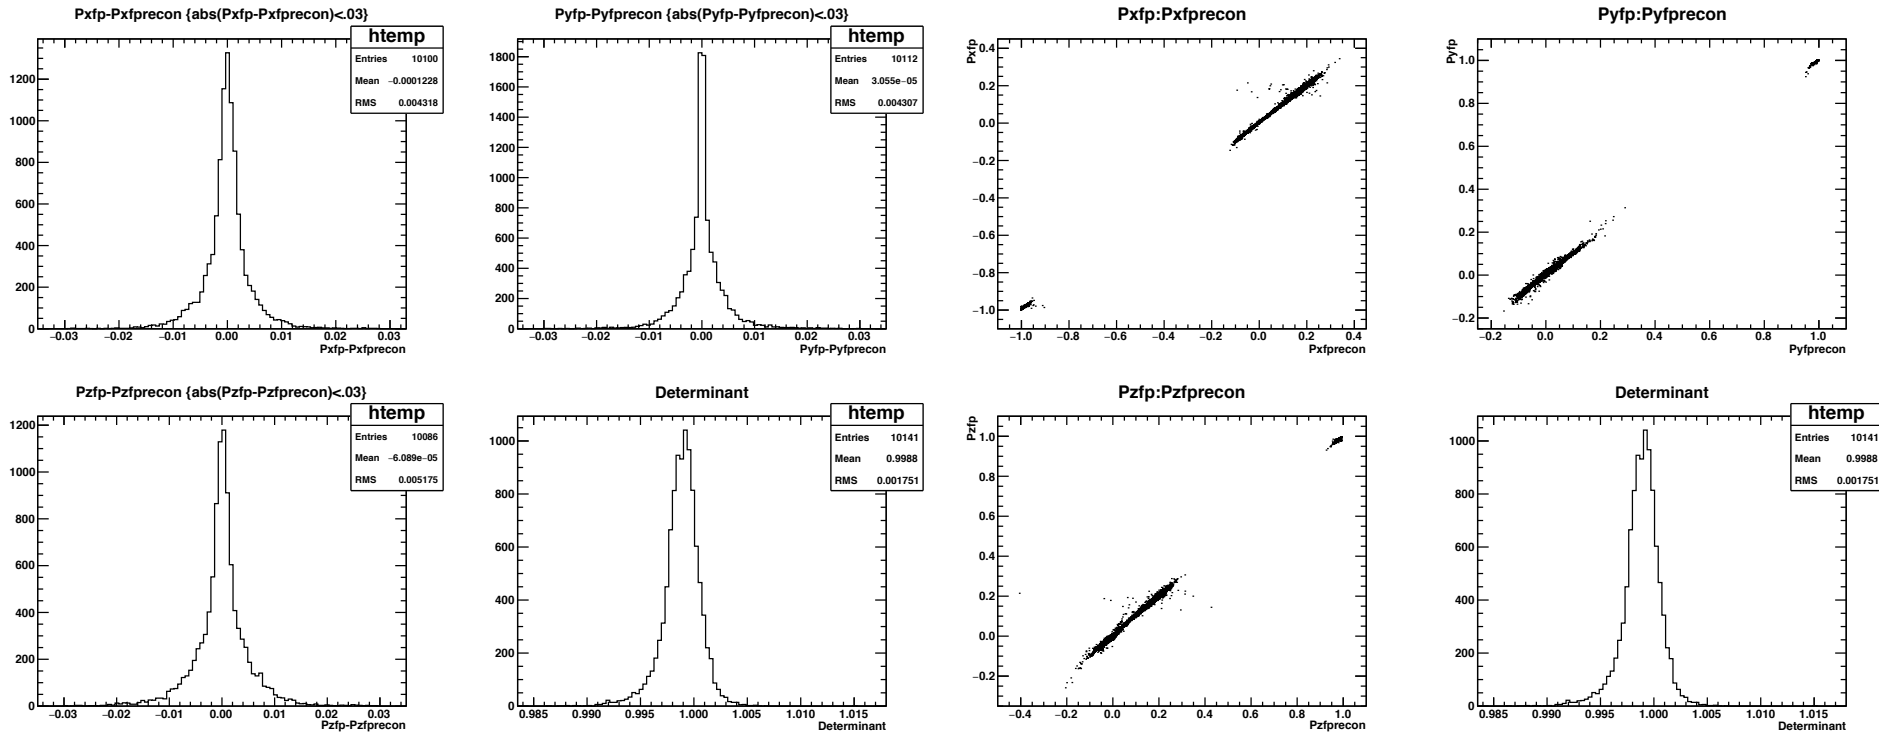 Pxfp-Pxfprecon {abs(Pxfp-Pxfprecon)<.03}
htemp
Entries 10100
Mean −0.0001228
RMS 0.004318
1200
1000
800
600
400
200
0
−0.03 −0.02 −0.01 0.00 0.01 0.02 0.03
Pxfp-Pxfprecon
Pyfp-Pyfprecon {abs(Pyfp-Pyfprecon)<.03}
htemp
Entries 10112
Mean 3.055e−05
RMS 0.004307
1800
1600
1400
1200
1000
800
600
400
200
0
−0.03 −0.02 −0.01 0.00 0.01 0.02 0.03
Pyfp-Pyfprecon
Pxfp:Pxfprecon
Pxfp
0.4
0.2
0.0
−0.2
−0.4
−0.6
−0.8
−1.0
−1.0 −0.8 −0.6 −0.4 −0.2 0.0 0.2 0.4
Pxfprecon
Pyfp:Pyfprecon
Pyfp
1.0
0.8
0.6
0.4
0.2
0.0
−0.2
−0.2 0.0 0.2 0.4 0.6 0.8 1.0
Pyfprecon
Pzfp-Pzfprecon {abs(Pzfp-Pzfprecon)<.03}
htemp
Entries 10086
Mean −6.089e−05
RMS 0.005175
1200
1000
800
600
400
200
0
−0.03 −0.02 −0.01 0.00 0.01 0.02 0.03
Pzfp-Pzfprecon
Determinant
htemp
Entries 10141
Mean 0.9988
RMS 0.001751
1000
800
600
400
200
0
0.985 0.990 0.995 1.000 1.005 1.010 1.015
Determinant
Pzfp:Pzfprecon
Pzfp
1.0
0.8
0.6
0.4
0.2
0.0
−0.2
−0.4 −0.2 0.0 0.2 0.4 0.6 0.8 1.0
Pzfprecon
Determinant
htemp
Entries 10141
Mean 0.9988
RMS 0.001751
1000
800
600
400
200
0
0.985 0.990 0.995 1.000 1.005 1.010 1.015
Determinant